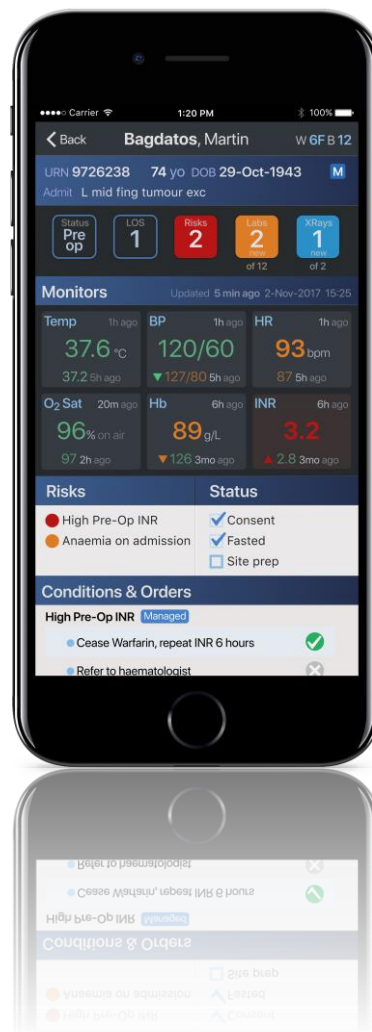 Carrier 1:20 PM 100%
Back Bagdatos, Martin W 6F B 12
URN 9726238 74 yo DOB 29-Oct-1943 M
Admit L mid fing tumour exc
Status LOS Risks Labs XRays
Pre op 1 2 2 1
new new
of 12 of 2
Monitors Updated 5 min ago 2-Nov-2017 15:25
Temp 1h ago BP 1h ago HR 1h ago
37.6 °C 120/60 93 bpm
37.2 5h ago ▼127/80 5h ago 87 5h ago
O₂ Sat 20m ago Hb 6h ago INR 6h ago
96% on air 89 g/L 3.2
97 2h ago ▼126 3mo ago ▲ 2.8 3mo ago
Risks Status
High Pre-Op INR Consent
Anaemia on admission Fasted
Site prep
Conditions & Orders
High Pre-Op INR Managed
Cease Warfarin, repeat INR 6 hours
Refer to haematologist